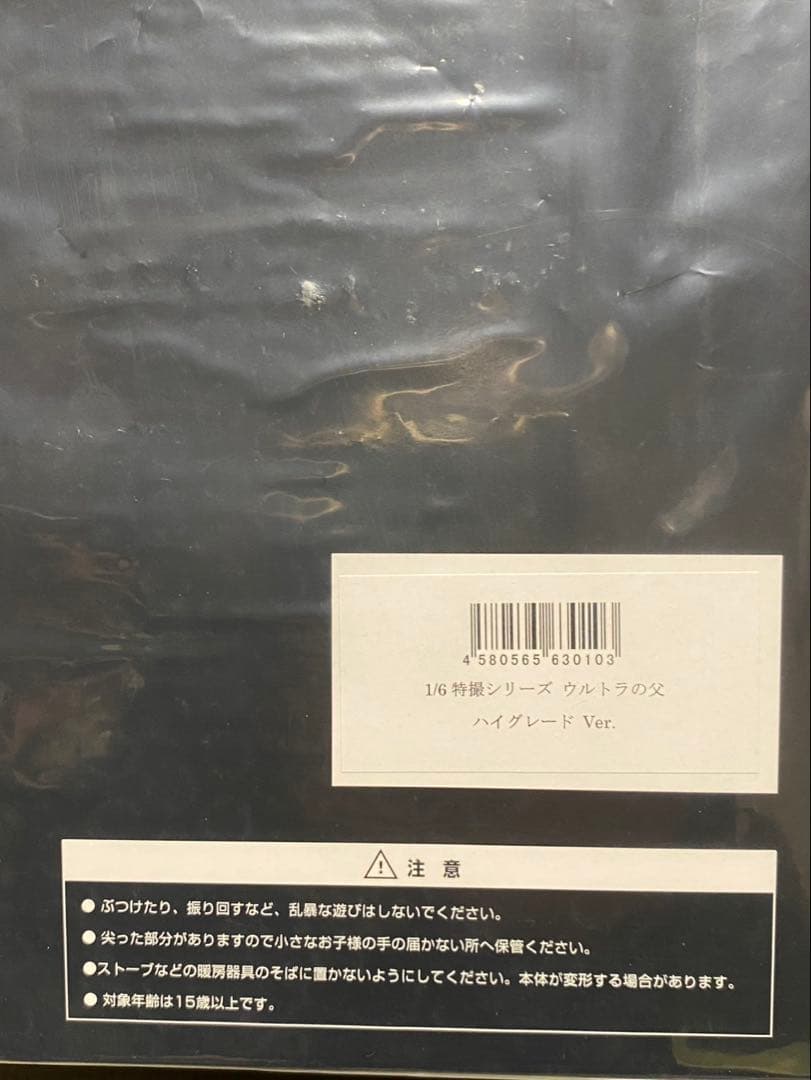 4 580565 630103
1/6 特撮シリーズ ウルトラの父
ハイグレード Ver.
注 意
● ぶつけたり、振り回すなど、乱暴な遊びはしないでください。
● 尖った部分がありますので小さなお子様の手の届かない所へ保管ください。
●ストーブなどの暖房器具のそばに置かないようにしてください。本体が変形する場合があります。
● 対象年齢は15歳以上です。